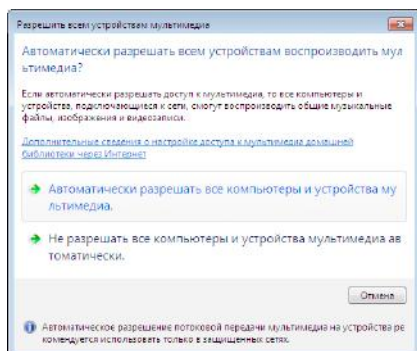 Разрешить всем устройствам мультимедиа
Автоматически разрешать всем устройствам воспроизводить мул
ьтимедиа?
Если автоматически разрешать доступ к мультимедиа, то все компьютеры и
устройства, подключающиеся к сети, смогут воспроизводить общие музыкальные
файлы, изображения и видеозаписи.
Дополнительные сведения о настройке доступа к мультимедиа домашней
библиотеки через Интернет
Автоматически разрешать все компьютеры и устройства му
льтимедиа.
Не разрешать все компьютеры и устройства мультимедиа ав
томатически.
Отмена
Автоматическое разрешение потоковой передачи мультимедиа на устройства ре
комендуется использовать только в защищенных сетях.